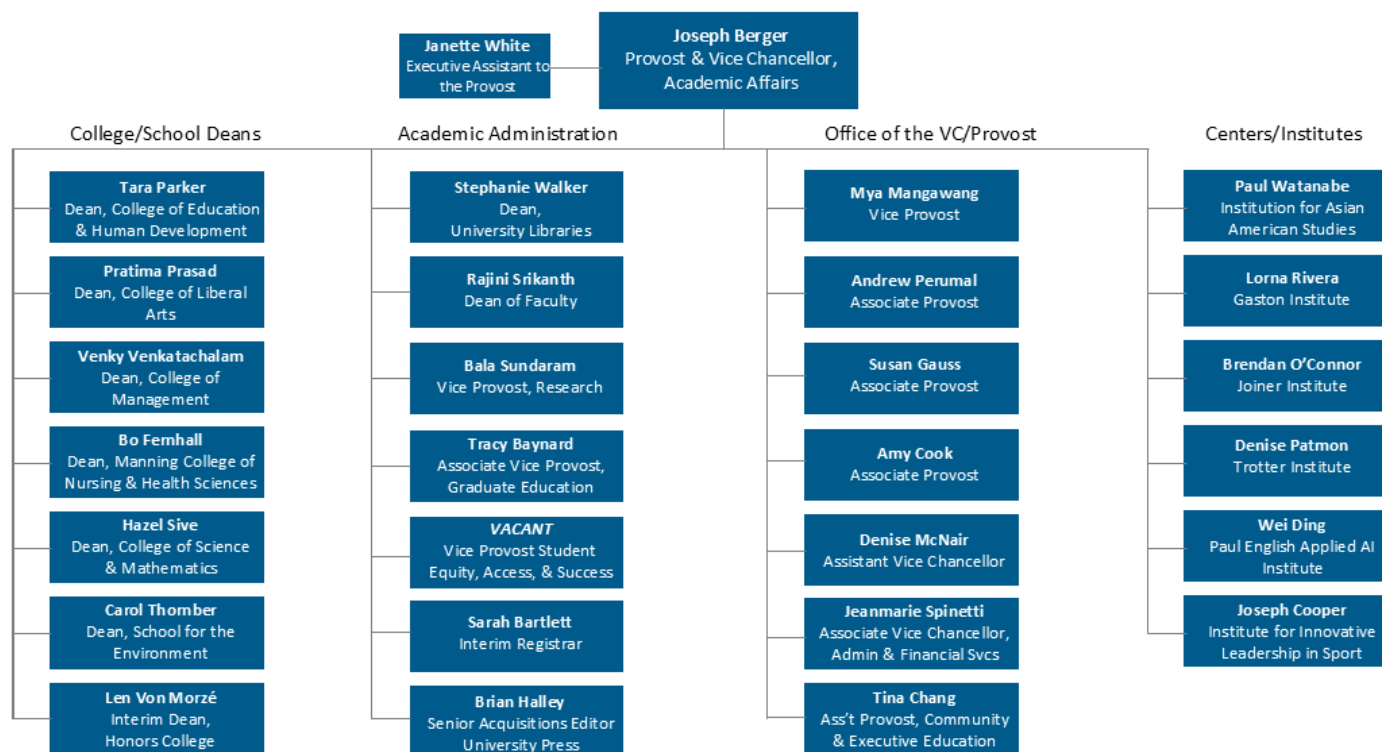 Joseph Berger
Provost & Vice Chancellor,
Academic Affairs
Janette White
Executive Assistant to
the Provost
College/School Deans
Tara Parker
Dean, College of Education
& Human Development
Pratima Prasad
Dean, College of Liberal
Arts
Venky Venkatachalam
Dean, College of
Management
Bo Fernhall
Dean, Manning College of
Nursing & Health Sciences
Hazel Sive
Dean, College of Science
& Mathematics
Carol Thornber
Dean, School for the
Environment
Len Von Morzé
Interim Dean,
Honors College
Academic Administration
Stephanie Walker
Dean,
University Libraries
Rajini Srikanth
Dean of Faculty
Bala Sundaram
Vice Provost, Research
Tracy Baynard
Associate Vice Provost,
Graduate Education
VACANT
Vice Provost Student
Equity, Access, & Success
Sarah Bartlett
Interim Registrar
Brian Halley
Senior Acquisitions Editor
University Press
Office of the VC/Provost
Mya Mangawang
Vice Provost
Andrew Perumal
Associate Provost
Susan Gauss
Associate Provost
Amy Cook
Associate Provost
Denise McNair
Assistant Vice Chancellor
Jeanmarie Spinetti
Associate Vice Chancellor,
Admin & Financial Svcs
Tina Chang
Ass't Provost, Community
& Executive Education
Centers/Institutes
Paul Watanabe
Institution for Asian
American Studies
Lorna Rivera
Gaston Institute
Brendan O’Connor
Joiner Institute
Denise Patmon
Trotter Institute
Wei Ding
Paul English Applied AI
Institute
Joseph Cooper
Institute for Innovative
Leadership in Sport